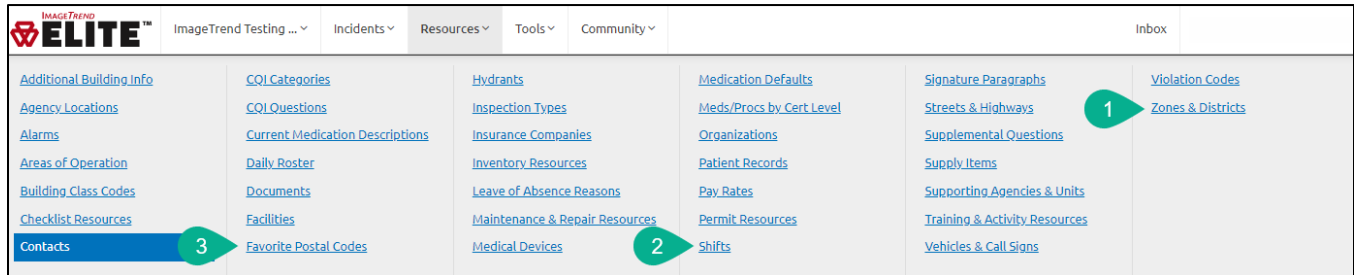 IMAGETREND
ELITE™
ImageTrend Testing ...
Incidents
Resources
Tools
Community
Inbox
Additional Building Info
Agency Locations
Alarms
Areas of Operation
Building Class Codes
Checklist Resources
Contacts
CQI Categories
CQI Questions
Current Medication Descriptions
Daily Roster
Documents
Facilities
3
Favorite Postal Codes
Hydrants
Inspection Types
Insurance Companies
Inventory Resources
Leave of Absence Reasons
Maintenance & Repair Resources
Medical Devices
Medication Defaults
Meds/Procs by Cert Level
Organizations
Patient Records
Pay Rates
Permit Resources
2
Shifts
Signature Paragraphs
Streets & Highways
Supplemental Questions
Supply Items
Supporting Agencies & Units
Training & Activity Resources
Vehicles & Call Signs
Violation Codes
1
Zones & Districts